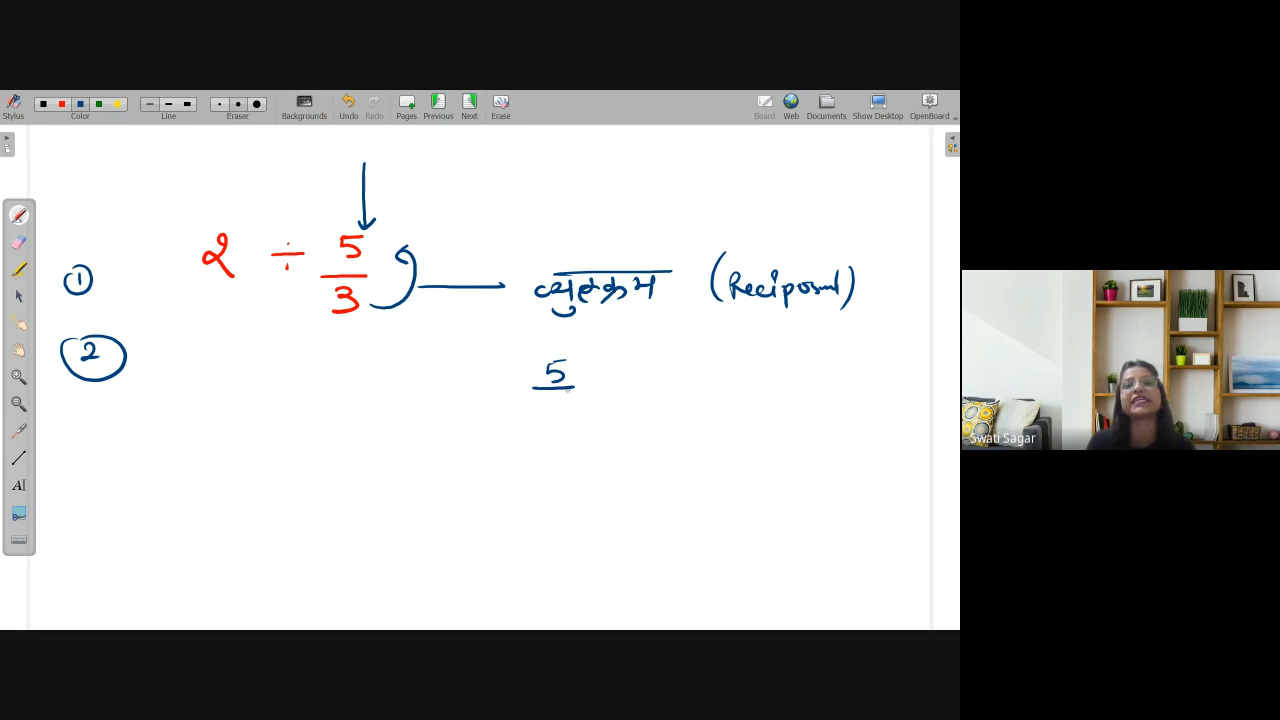 Stylus Color Line Eraser Backgrounds Undo Redo Pages Previous Next Erase Board Web Documents Show Desktop OpenBoard
2 ÷ 5/3
① व्युत्क्रम (Reciposal)
②
5
Swati Sagar